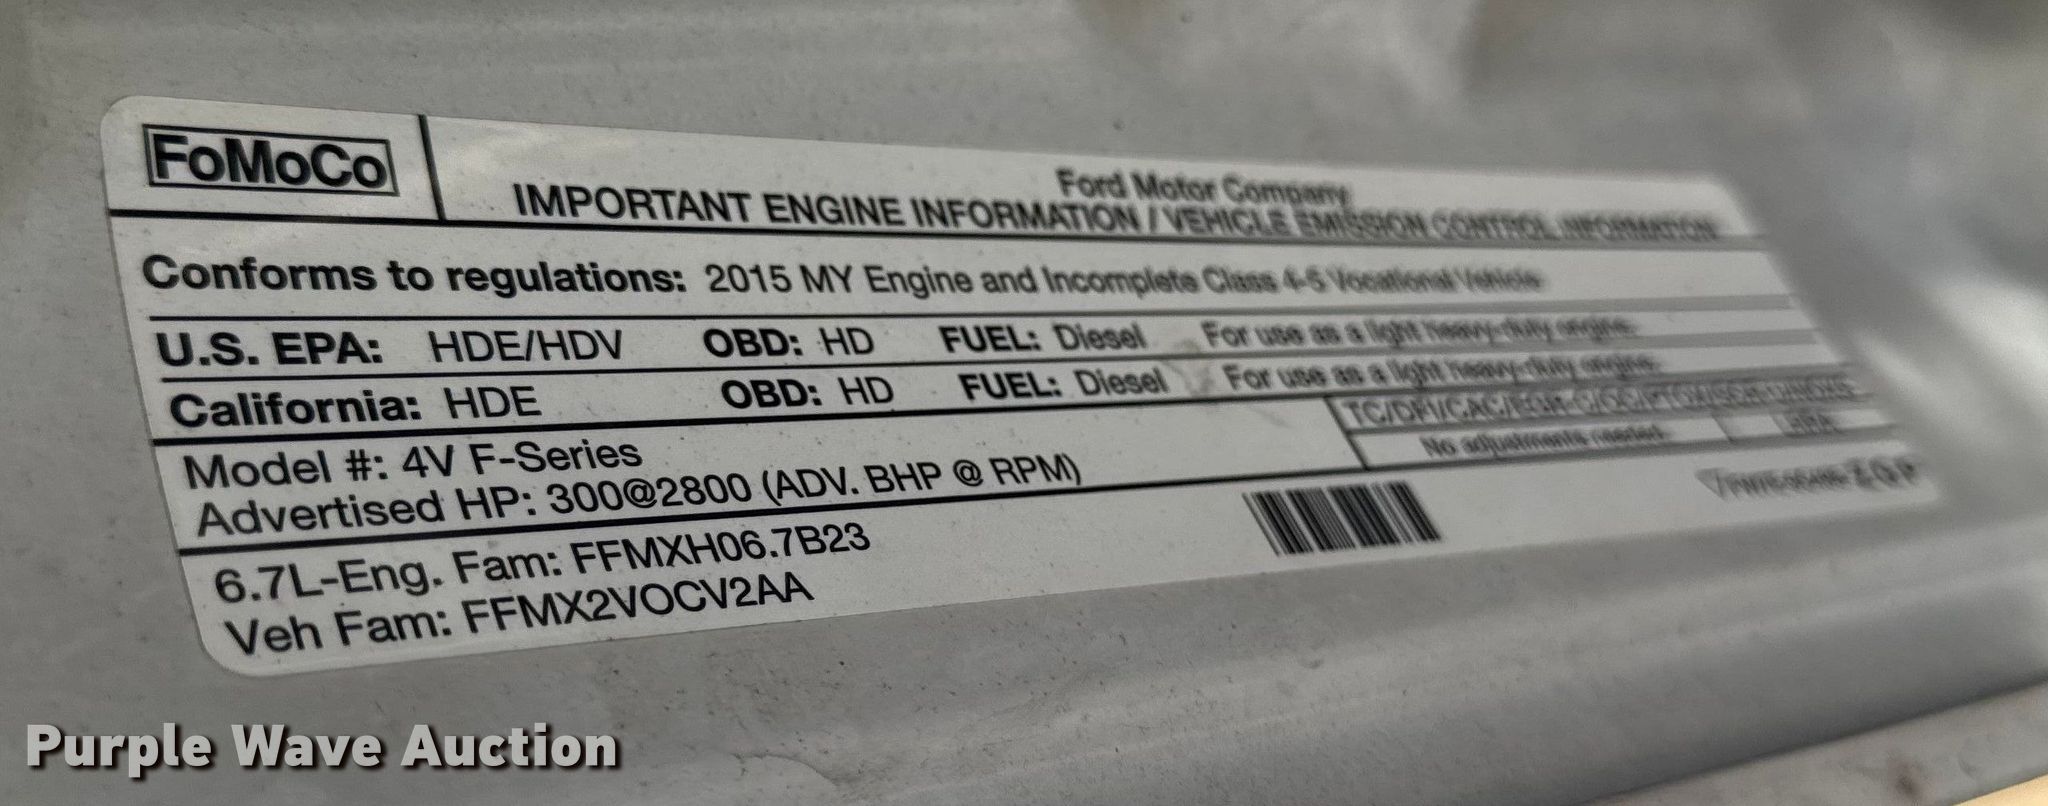 FoMoCo
Ford Motor Company
IMPORTANT ENGINE INFORMATION / VEHICLE EMISSION CONTROL INFORMATION
Conforms to regulations: 2015 MY Engine and Incomplete Class 4-5 Vocational Vehicle
U.S. EPA: HDE/HDV OBD: HD FUEL: Diesel For use as a light heavy-duty engine.
California: HDE OBD: HD FUEL: Diesel For use as a light heavy-duty engine.
No adjustments needed.
Model #: 4V F-Series
Advertised HP: 300@2800 (ADV. BHP @ RPM)
6.7L-Eng. Fam: FFMXH06.7B23
Veh Fam: FFMX2VOCV2AA
Purple Wave Auction